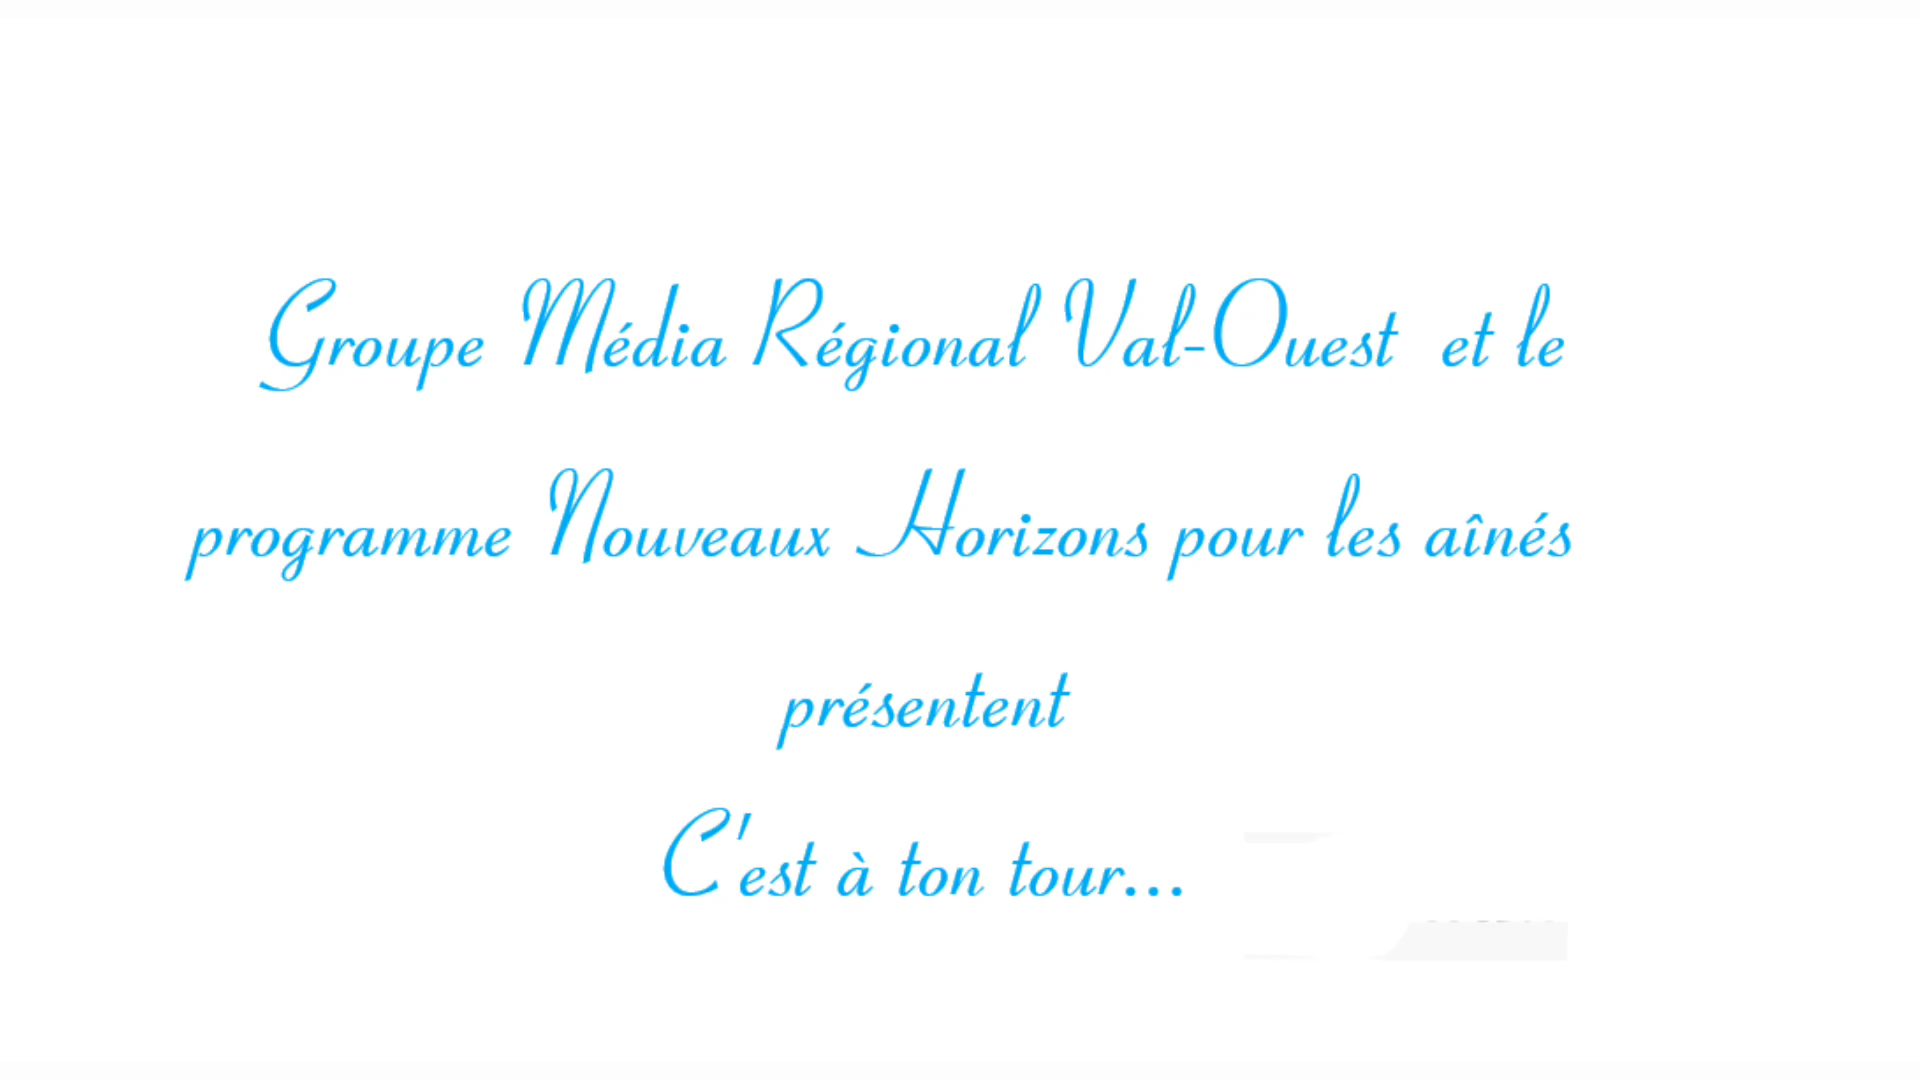 Groupe Média Régional Val-Ouest et le
programme Nouveaux Horizons pour les aînés
présentent
C'est à ton tour...